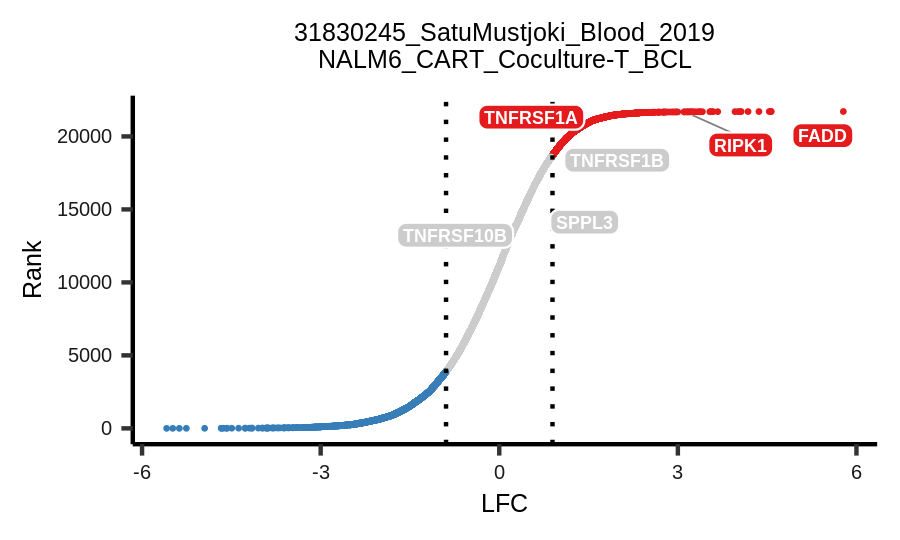 31830245_SatuMustjoki_Blood_2019
NALM6_CART_Coculture-T_BCL
Rank
20000
15000
10000
5000
0
TNFRSF1A
RIPK1
FADD
TNFRSF1B
SPPL3
TNFRSF10B
-6
-3
0
3
6
LFC